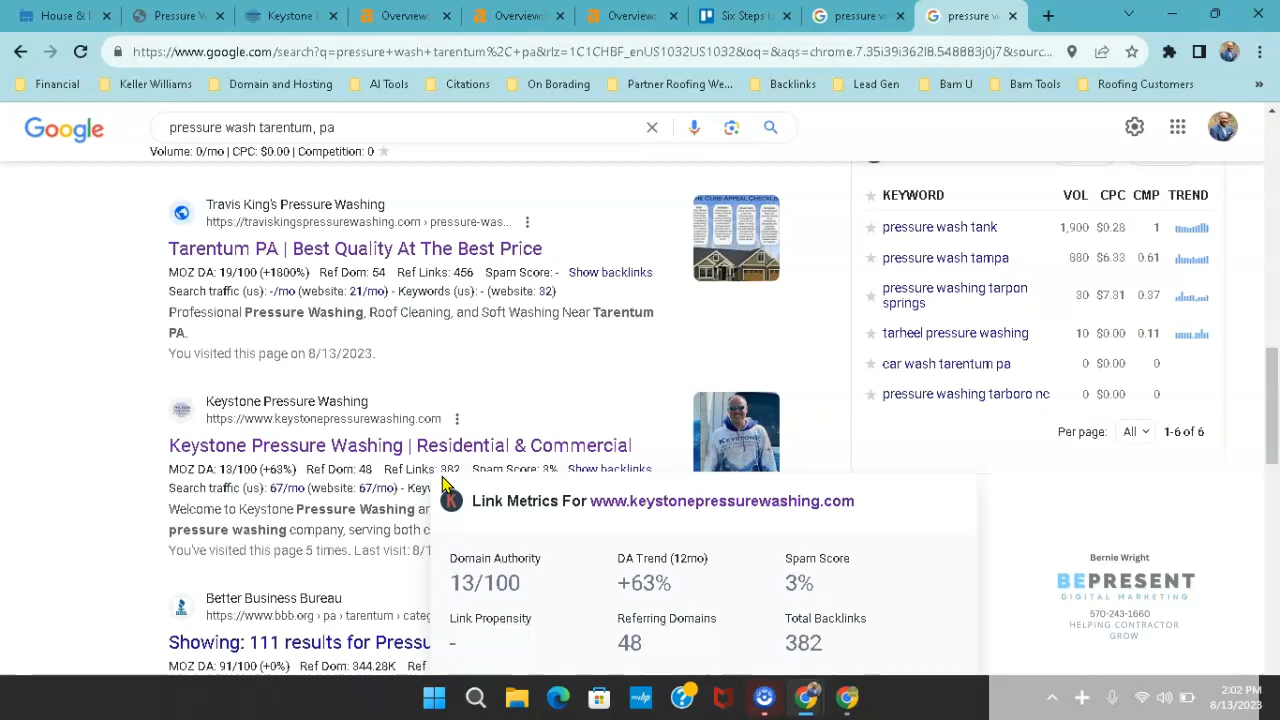 House &
Pressure W
Keystone P
Overview:
Overview:
Overview:
Six Steps t
pressure w
pressure w
https://www.google.com/search?q=pressure+wash+tarentum%2C+pa&rlz=1C1CHBF_enUS1032US1032&oq=&aqs=chrome.7.35i39i362l8.548883j0j7&sourc...
Financial
Keller Williams
Domain and Hosting
AI Tools
Citations
On Borading
Partner Roofing We...
Backlinks
Lead Gen
Bam U
Bam Tools
Roofing Customers
»
Google
pressure wash tarentum, pa
Volume: 0/mo | CPC: $0.00 | Competition: 0
KEYWORD VOL CPC CMP TREND
pressure wash tank 1,900 $0.28 1
pressure wash tampa 880 $6.33 0.61
pressure washing tarpon springs 30 $7.31 0.37
tarheel pressure washing 10 $0.00 0.11
car wash tarentum pa 0 $0.00 0
pressure washing tarboro nc 0 $0.00 0
Per page: All 1-6 of 6
Travis King's Pressure Washing
https://traviskingspressurewashing.com
Tarentum PA | Best Quality At The Best Price
MOZ DA: 19/100 (+1800%) Ref Dom: 54 Ref Links: 456 Spam Score: - Show backlinks
Search traffic (us): -/mo (website: 21/mo) - Keywords (us): - (website: 32)
Professional Pressure Washing, Roof Cleaning, and Soft Washing Near Tarentum
PA.
You visited this page on 8/13/2023.
Keystone Pressure Washing
https://www.keystonepressurewashing.com
Keystone Pressure Washing | Residential & Commercial
MOZ DA: 13/100 (+63%) Ref Dom: 48 Ref Links: 382 Spam Score: 3% Show backlinks
Search traffic (us): 67/mo (website: 67/mo) - Keyw
Welcome to Keystone Pressure Washing ar
pressure washing company, serving both c
You've visited this page 5 times. Last visit: 8/1
Better Business Bureau
https://www.bbb.org › pa › tarentum › categ
Showing: 111 results for Pressu
MOZ DA: 91/100 (+0%) Ref Dom: 344.28K Ref
K
Link Metrics For www.keystonepressurewashing.com
Domain Authority DA Trend (12mo) Spam Score
13/100 +63% 3%
Link Propensity Referring Domains Total Backlinks
- 48 382
Bernie Wright
BEPRESENT
DIGITAL MARKETING
570-243-1660
HELPING CONTRACTOR
GROW
2:02 PM
8/13/2023